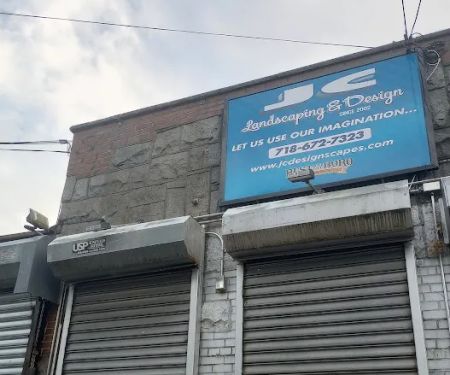 JC
Landscaping & Design
SINCE 2002
LET US USE OUR IMAGINATION...
718-672-7323
www.jcdesignscapes.com
USP